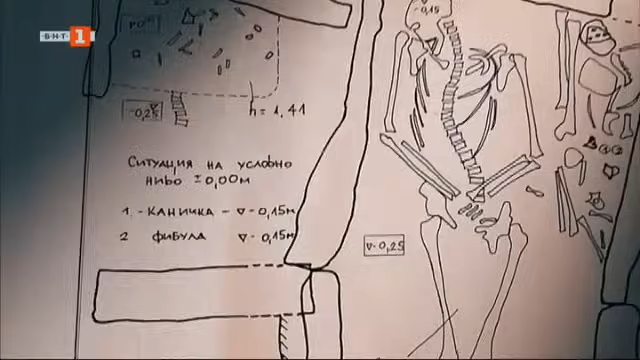 БНТ 1
-0,15
-0,25
h = 1,41
СИТУАЦИЯ НА УСЛОВНО
НИВО ±0,00м
1. - КАНИЧКА - ▽ - 0,15м
2 ФИБУЛА ▽ - 0,15м
▽ - 0,25